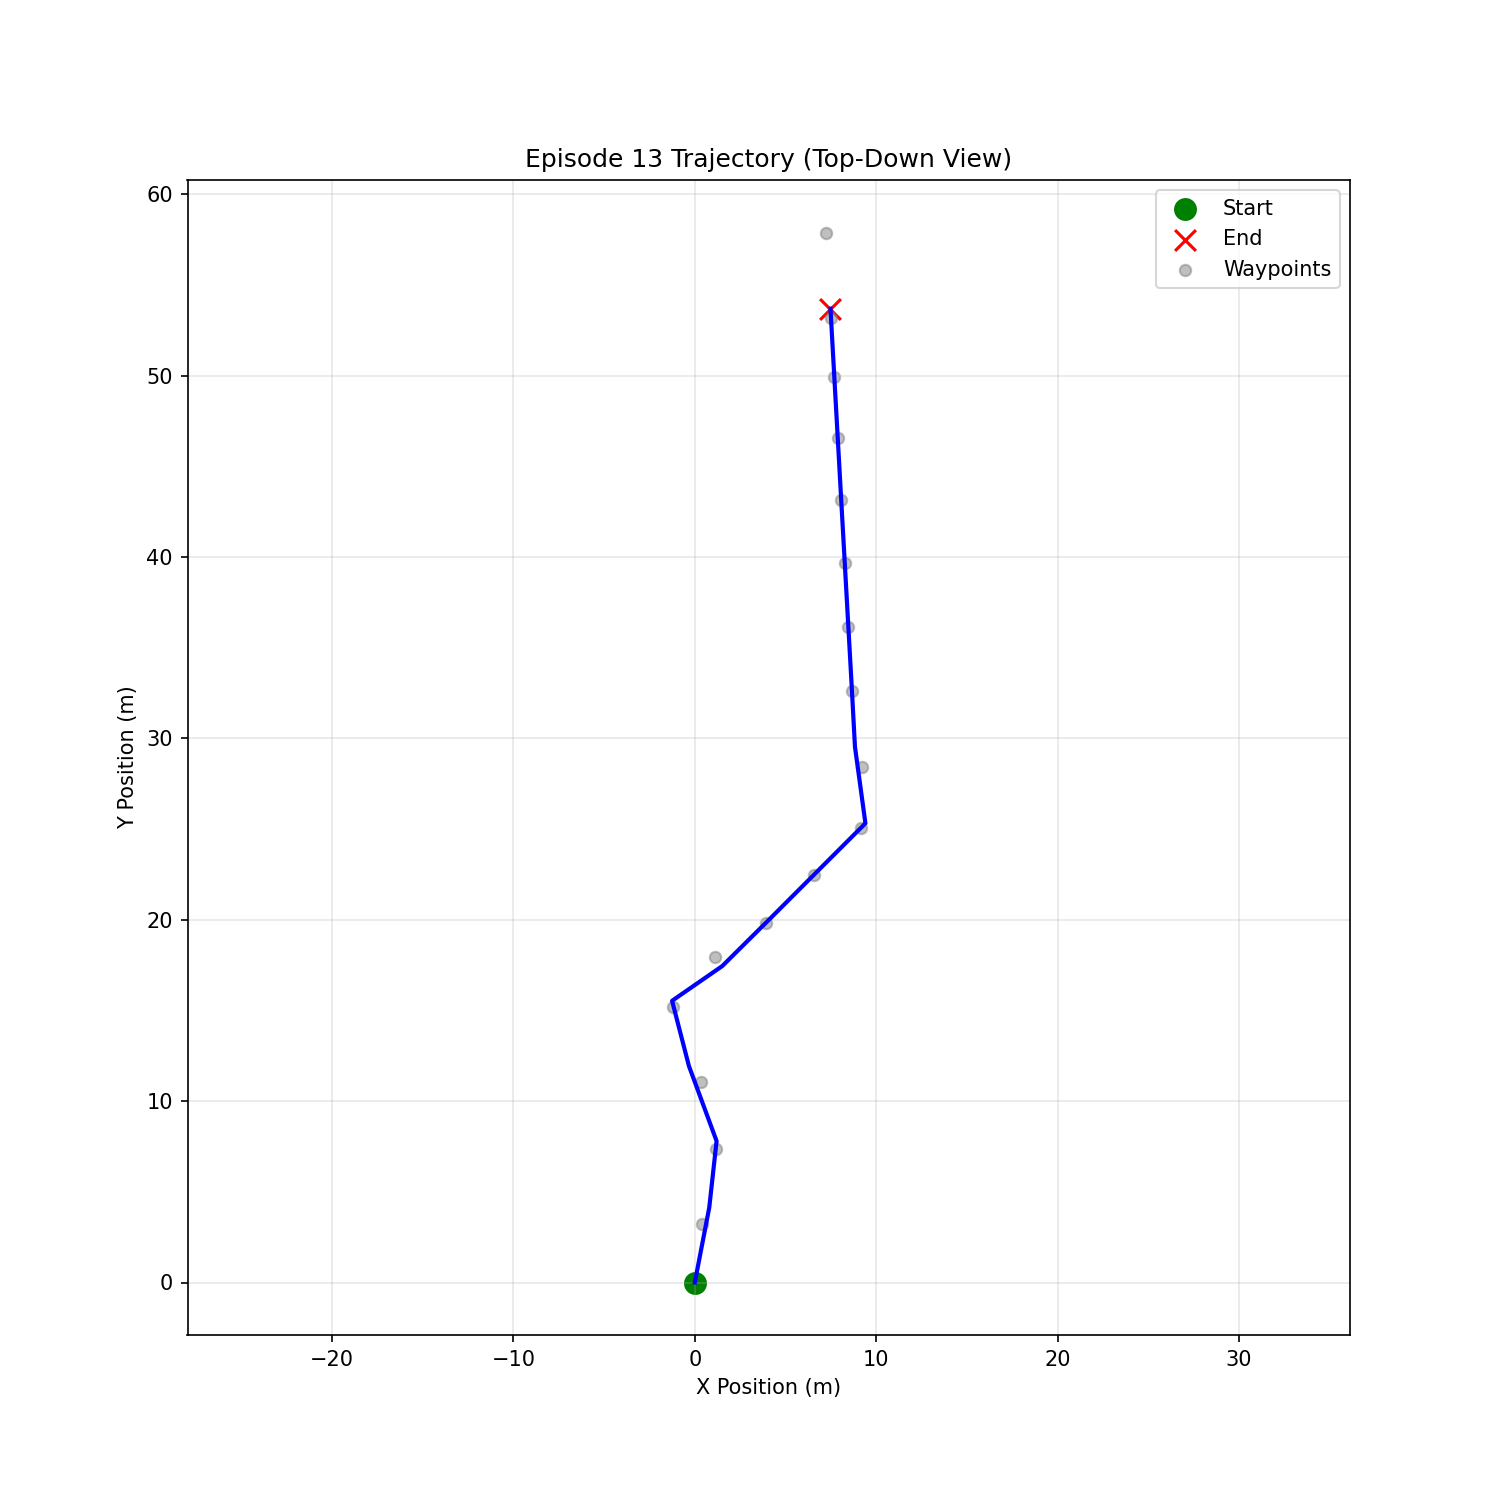 Episode 13 Trajectory (Top-Down View)
Start
End
Waypoints
60
50
40
30
20
10
0
Y Position (m)
−20
−10
0
10
20
30
X Position (m)